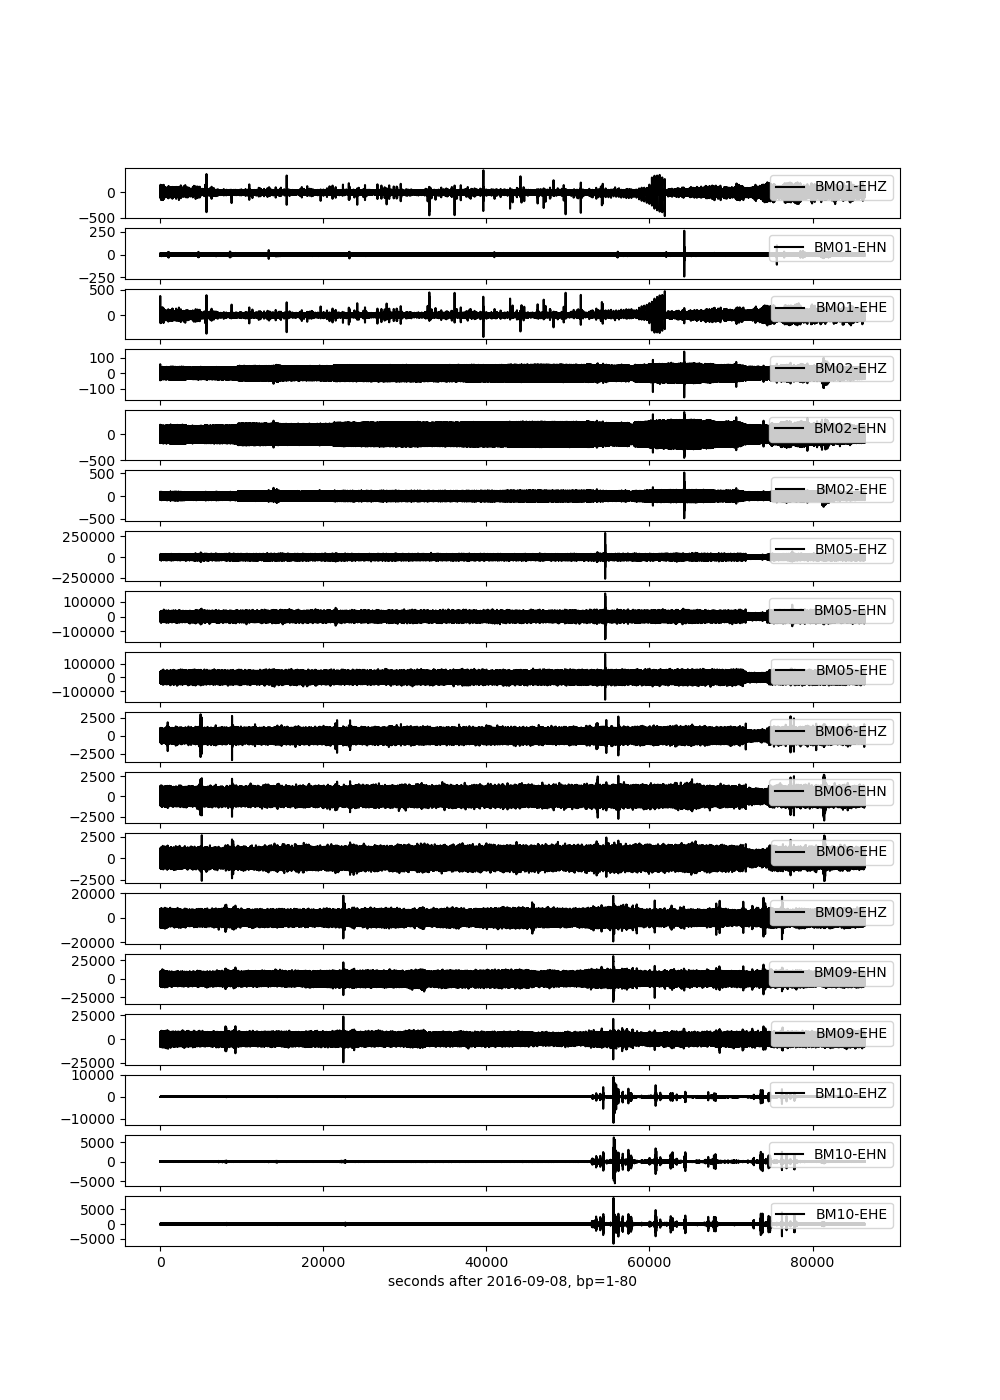 0
−500
BM01-EHZ
250
0
−250
BM01-EHN
500
0
BM01-EHE
100
0
−100
BM02-EHZ
0
−500
BM02-EHN
500
0
−500
BM02-EHE
250000
0
−250000
BM05-EHZ
100000
0
−100000
BM05-EHN
100000
0
−100000
BM05-EHE
2500
0
−2500
BM06-EHZ
2500
0
−2500
BM06-EHN
2500
0
−2500
BM06-EHE
20000
0
−20000
BM09-EHZ
25000
0
−25000
BM09-EHN
25000
0
−25000
BM09-EHE
10000
0
−10000
BM10-EHZ
5000
0
−5000
BM10-EHN
5000
0
−5000
BM10-EHE
0 20000 40000 60000 80000
seconds after 2016-09-08, bp=1-80